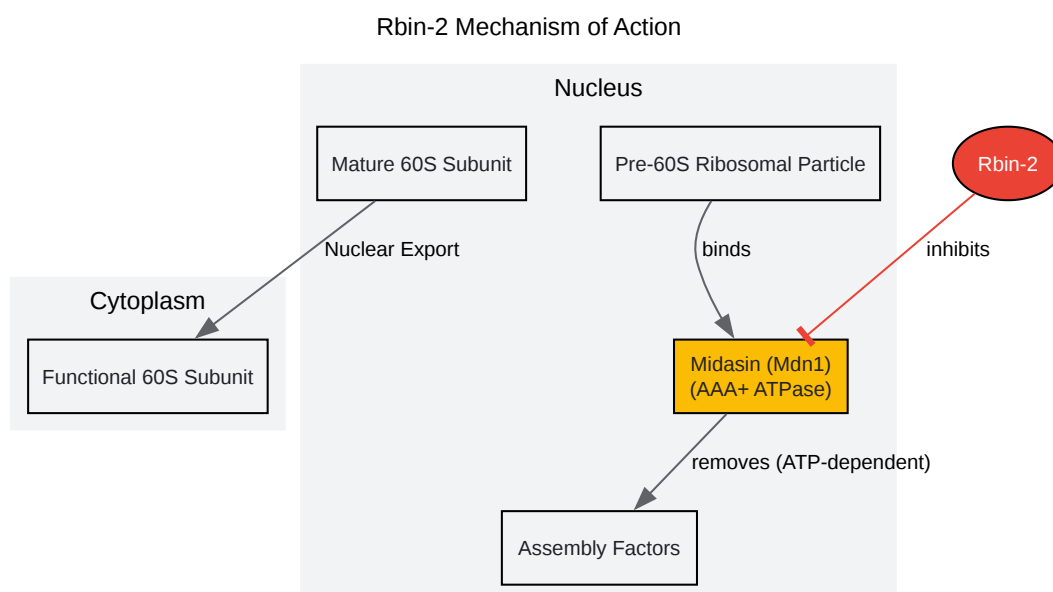 Rbin-2 Mechanism of Action
Nucleus
Mature 60S Subunit
Pre-60S Ribosomal Particle
Rbin-2
Nuclear Export
binds
inhibits
Cytoplasm
Functional 60S Subunit
Midasin (Mdn1)
(AAA+ ATPase)
removes (ATP-dependent)
Assembly Factors